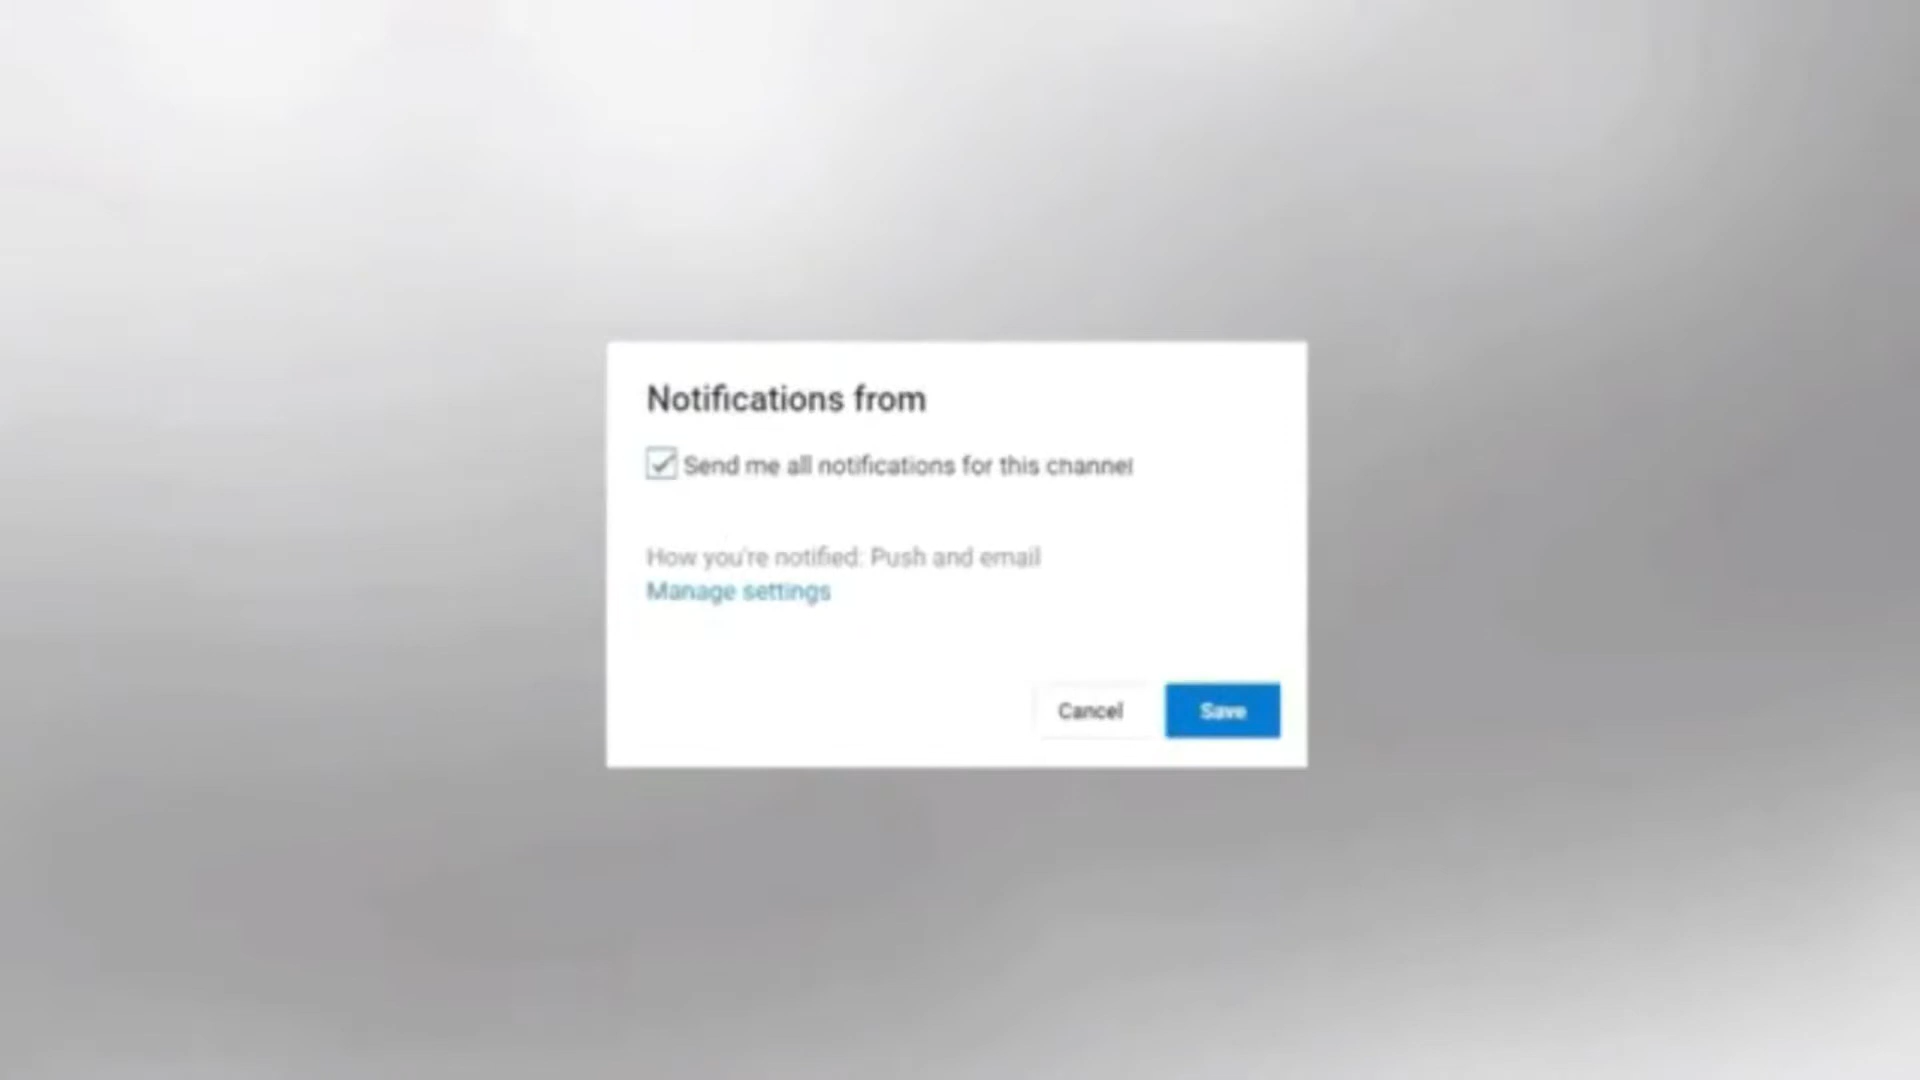 Notifications from
Send me all notifications for this channel
How you're notified: Push and email
Manage settings
Cancel
Save